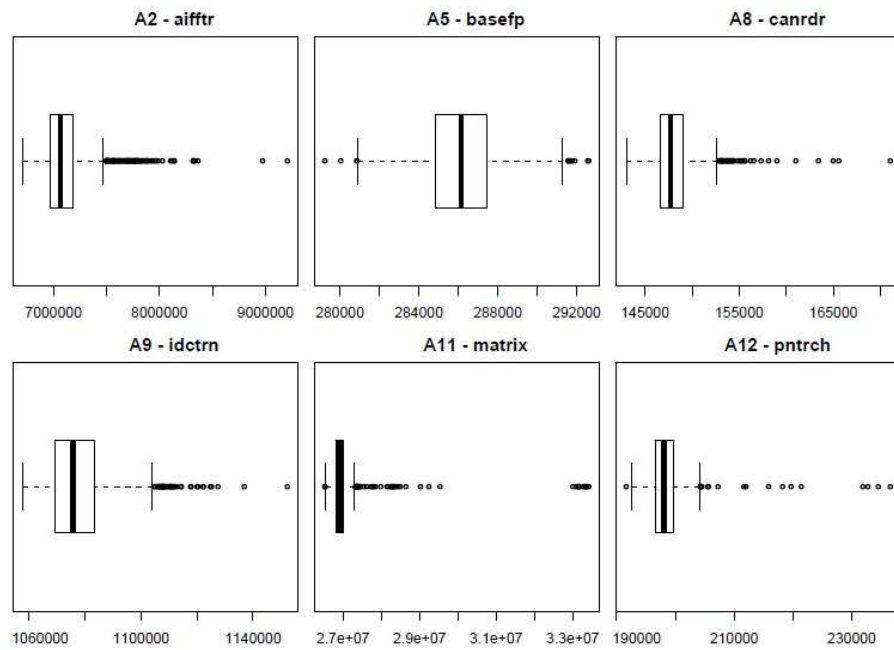 A2 - aifftr A5 - basefp A8 - canrdr
7000000 8000000 9000000 280000 284000 288000 292000 145000 155000 165000
A9 - idctrn A11 - matrix A12 - pntrch
1060000 1100000 1140000 2.7e+07 2.9e+07 3.1e+07 3.3e+07 190000 210000 230000